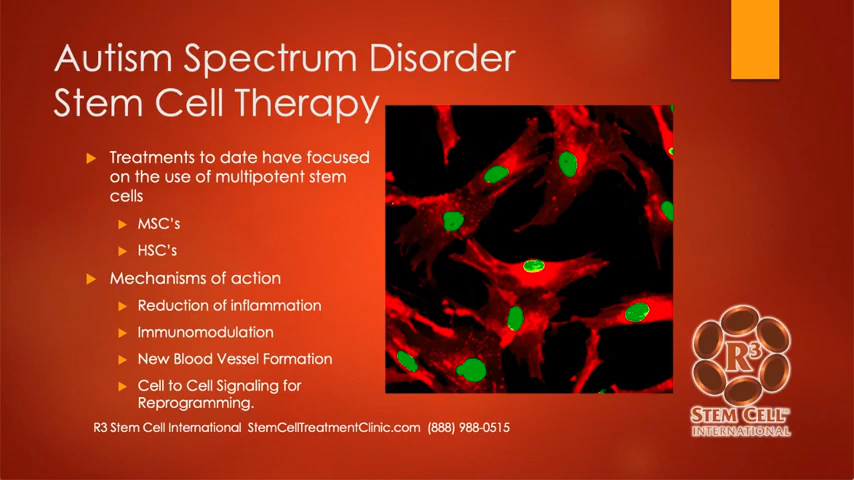 Autism Spectrum Disorder
Stem Cell Therapy
Treatments to date have focused
on the use of multipotent stem
cells
MSC's
HSC's
Mechanisms of action
Reduction of inflammation
Immunomodulation
New Blood Vessel Formation
Cell to Cell Signaling for
Reprogramming.
R3 Stem Cell International StemCellTreatmentClinic.com (888) 988-0515
R3
STEM CELL™
INTERNATIONAL